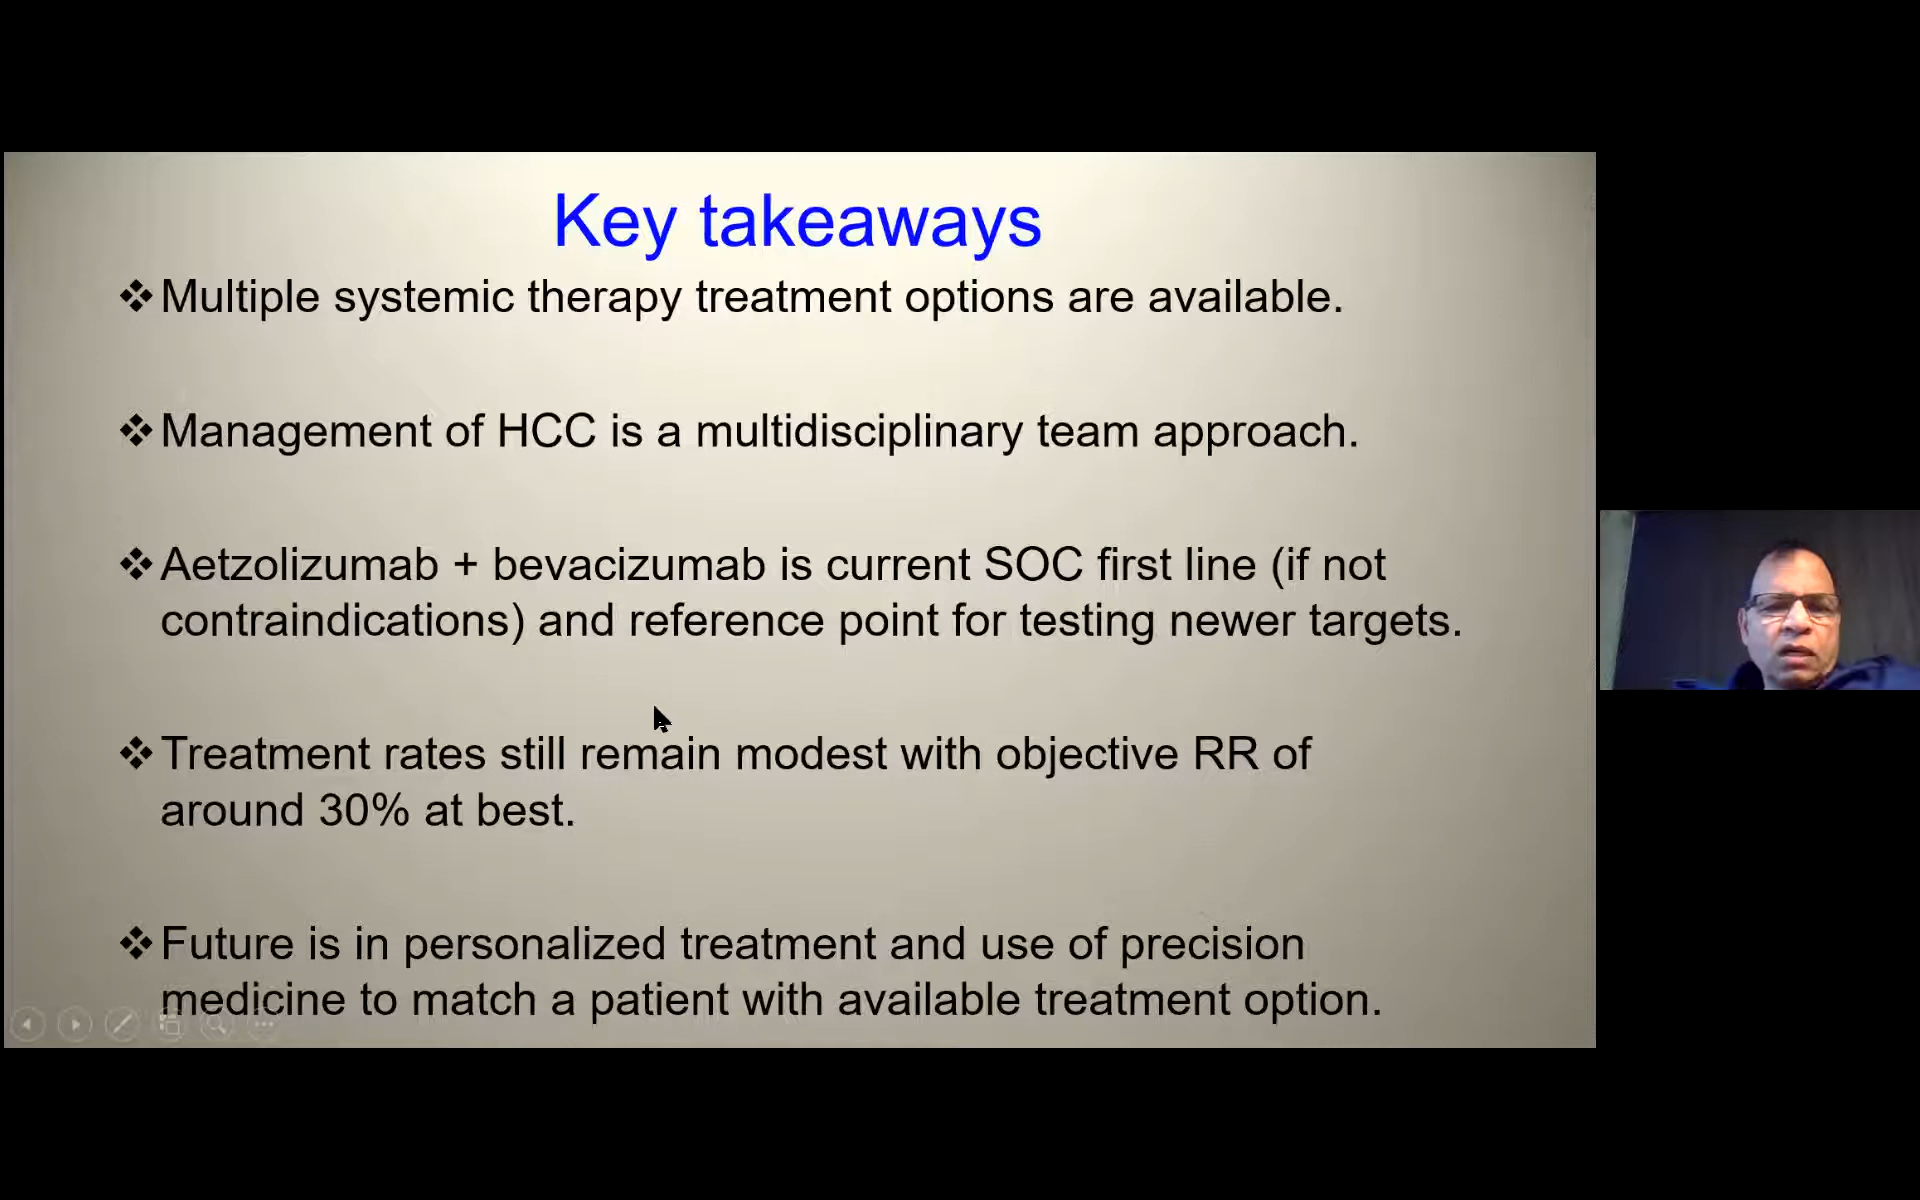 Key takeaways
Multiple systemic therapy treatment options are available.
Management of HCC is a multidisciplinary team approach.
Aetzolizumab + bevacizumab is current SOC first line (if not
contraindications) and reference point for testing newer targets.
Treatment rates still remain modest with objective RR of
around 30% at best.
Future is in personalized treatment and use of precision
medicine to match a patient with available treatment option.